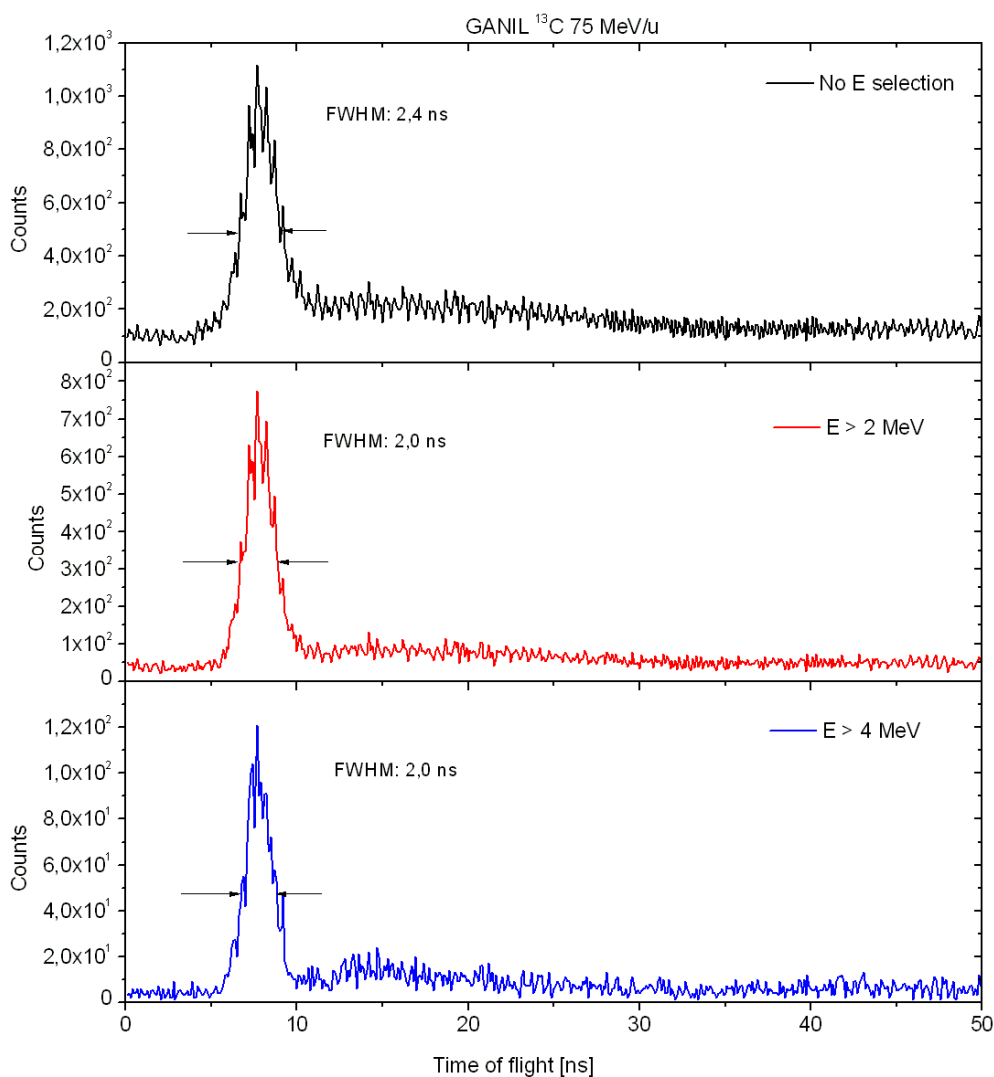 GANIL ¹³C 75 MeV/u
1,2x10³
1,0x10³
8,0x10²
6,0x10²
4,0x10²
2,0x10²
0
Counts
No E selection
FWHM: 2,4 ns
8x10²
7x10²
6x10²
5x10²
4x10²
3x10²
2x10²
1x10²
0
Counts
E > 2 MeV
FWHM: 2,0 ns
1,2x10²
1,0x10²
8,0x10¹
6,0x10¹
4,0x10¹
2,0x10¹
0
Counts
E > 4 MeV
FWHM: 2,0 ns
0 10 20 30 40 50
Time of flight [ns]